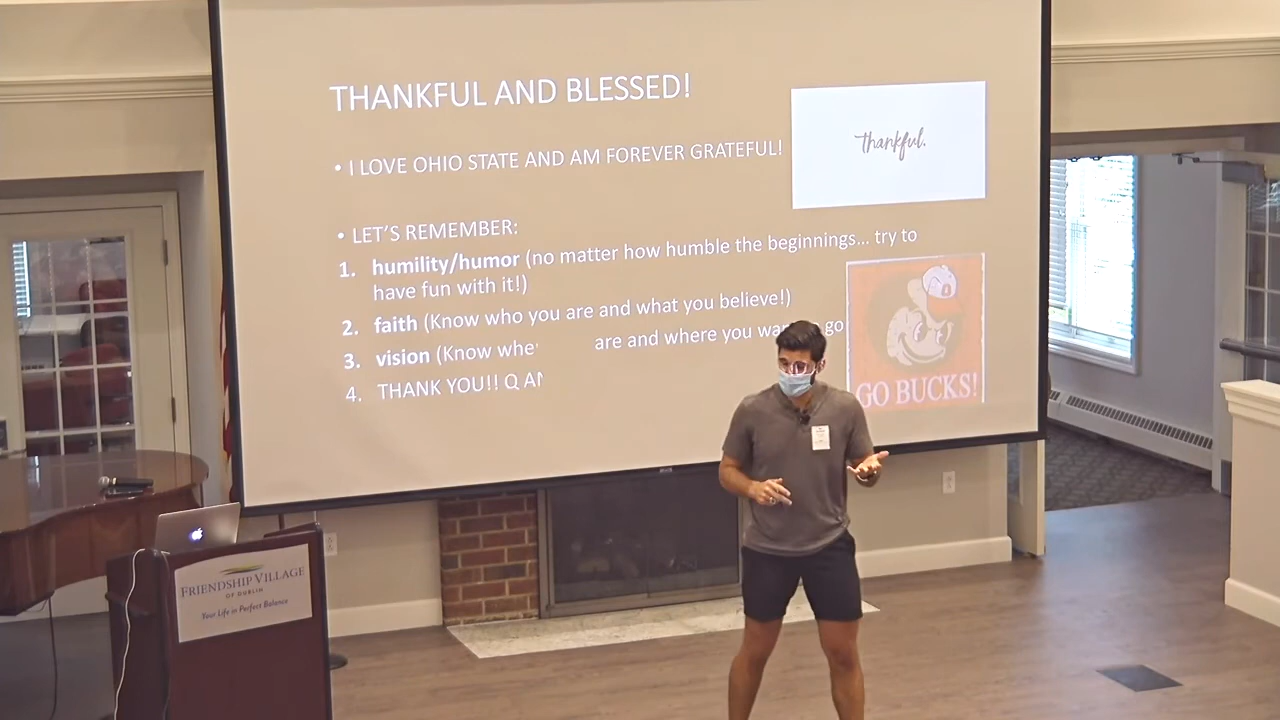 THANKFUL AND BLESSED!
• I LOVE OHIO STATE AND AM FOREVER GRATEFUL!
thankful.
• LET'S REMEMBER:
1. humility/humor (no matter how humble the beginnings... try to
have fun with it!)
2. faith (Know who you are and what you believe!)
3. vision (Know are and where you go
4. THANK YOU!! Q
GO BUCKS!
FRIENDSHIP VILLAGE
OF DUBLIN
Your Life in Perfect Balance